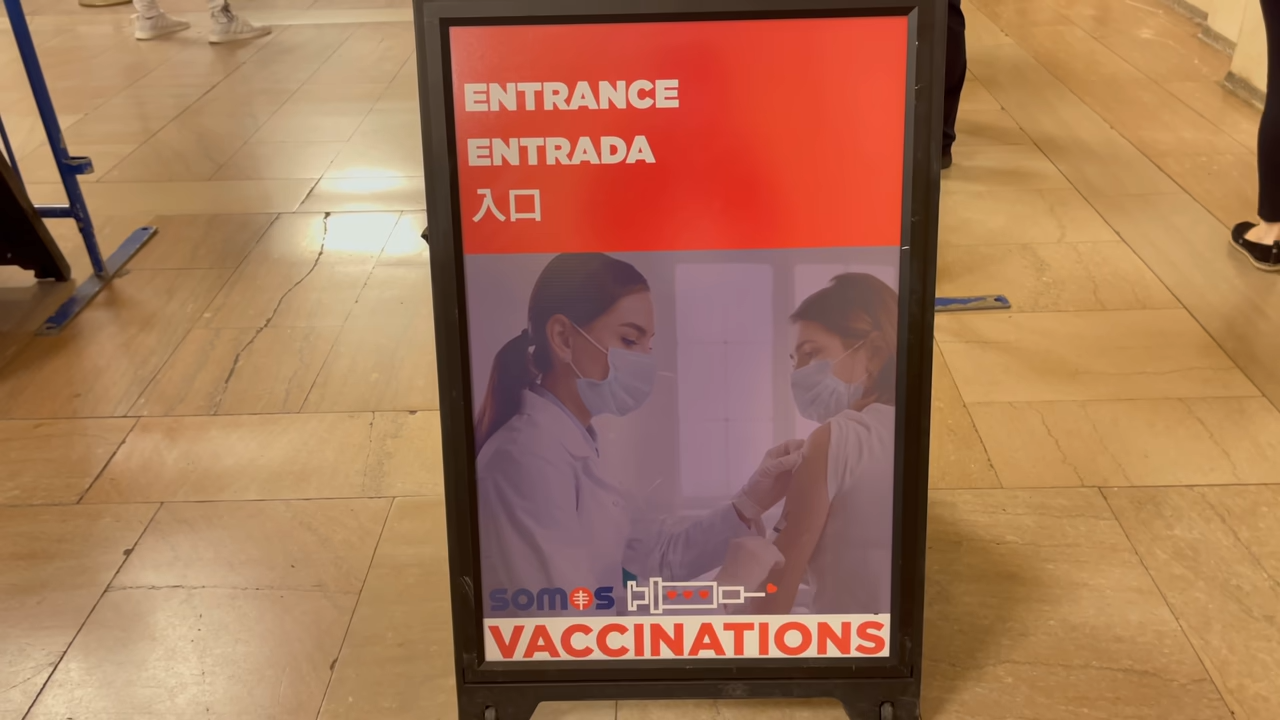 ENTRANCE
ENTRADA
入口
SOMOS
VACCINATIONS